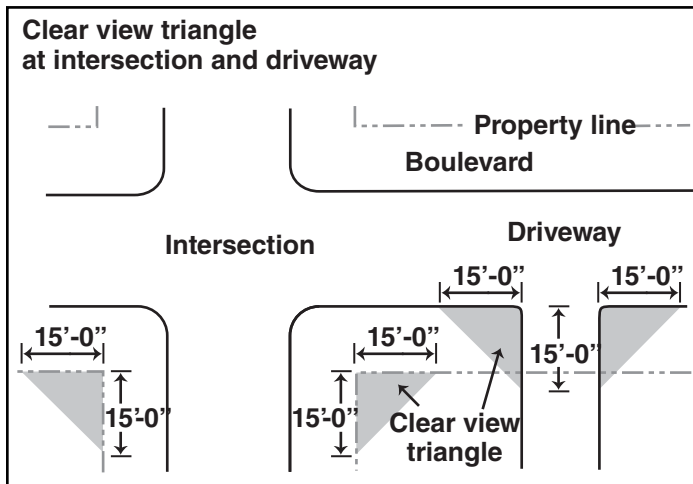 Clear view triangle
at intersection and driveway
Property line
Boulevard
Intersection
Driveway
15’-0”
15’-0”
15’-0”
15’-0”
15’-0”
15’-0”
15’-0”
Clear view
triangle